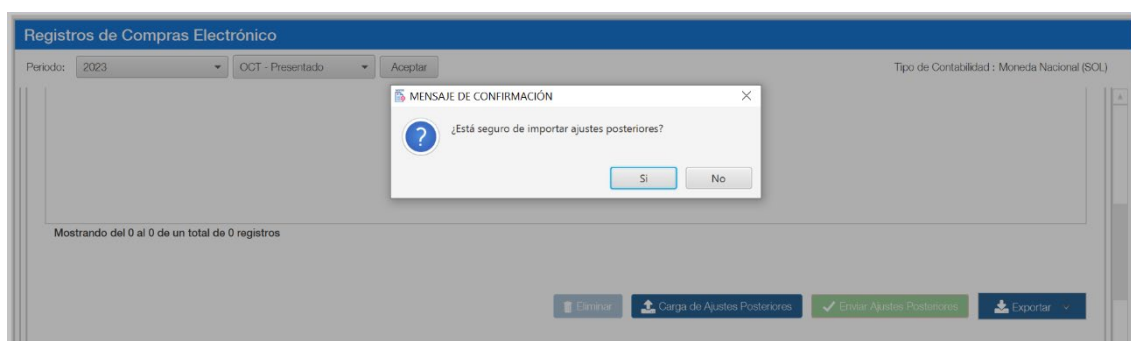 Registros de Compras Electrónico
Periodo: 2023 OCT - Presentado Aceptar Tipo de Contabilidad : Moneda Nacional (SOL)
MENSAJE DE CONFIRMACIÓN
¿Está seguro de importar ajustes posteriores?
Si No
Mostrando del 0 al 0 de un total de 0 registros
Eliminar Carga de Ajustes Posteriores Enviar Ajustes Posteriores Exportar